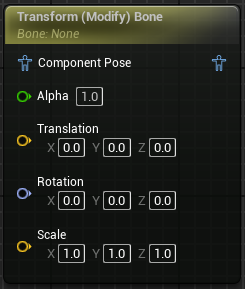 Transform (Modify) Bone
Bone: None
Component Pose
Alpha 1.0
Translation
X 0.0 Y 0.0 Z 0.0
Rotation
X 0.0 Y 0.0 Z 0.0
Scale
X 1.0 Y 1.0 Z 1.0